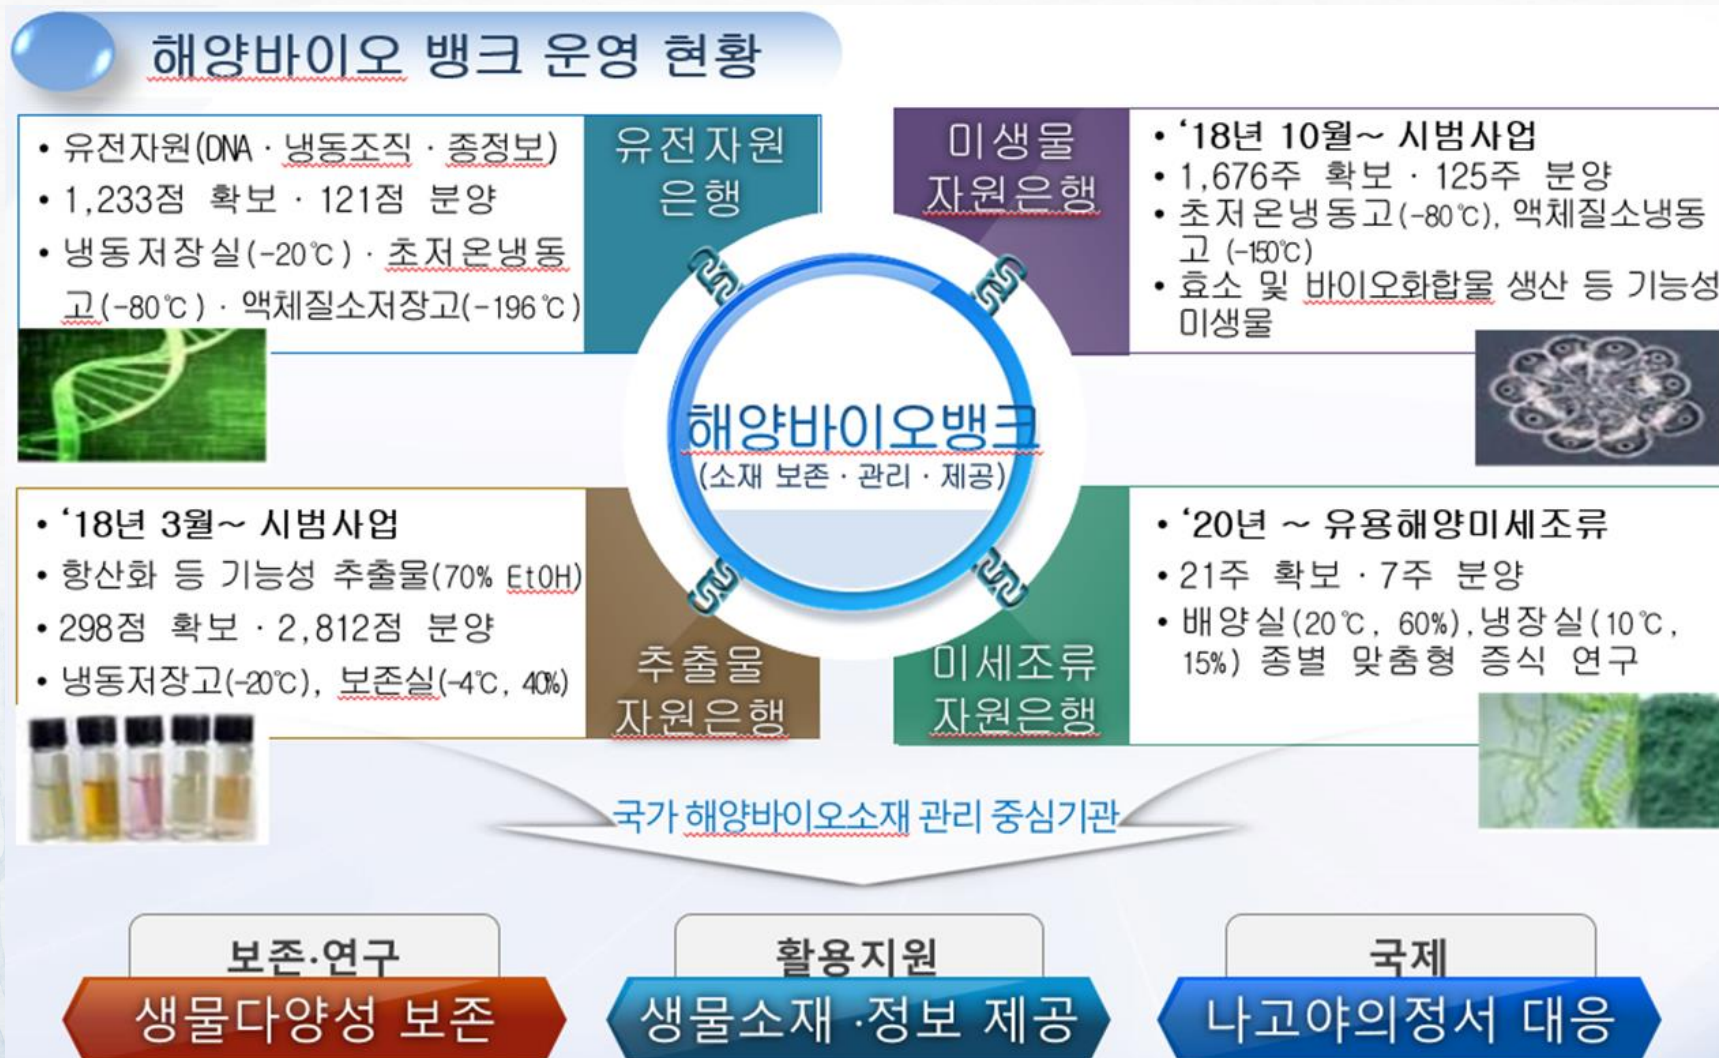 해양바이오 뱅크 운영 현황
• 유전자원(DNA · 냉동조직 · 종정보)
• 1,233점 확보 · 121점 분양
• 냉동저장실(-20℃) · 초저온냉동
고(-80℃) · 액체질소저장고(-196℃)
유전자원
은행
미생물
자원은행
• ‘18년 10월~ 시범사업
• 1,676주 확보 · 125주 분양
• 초저온냉동고(-80℃), 액체질소냉동
고 (-150℃)
• 효소 및 바이오화합물 생산 등 기능성
미생물
해양바이오뱅크
(소재 보존 · 관리 · 제공)
• ‘18년 3월~ 시범사업
• 항산화 등 기능성 추출물(70% EtOH)
• 298점 확보 · 2,812점 분양
• 냉동저장고(-20℃), 보존실(-4℃, 40%)
추출물
자원은행
미세조류
자원은행
• ‘20년 ~ 유용해양미세조류
• 21주 확보 · 7주 분양
• 배양실(20℃, 60%),냉장실(10℃,
15%) 종별 맞춤형 증식 연구
국가 해양바이오소재 관리 중심기관
보존·연구
생물다양성 보존
활용지원
생물소재 ·정보 제공
국제
나고야의정서 대응